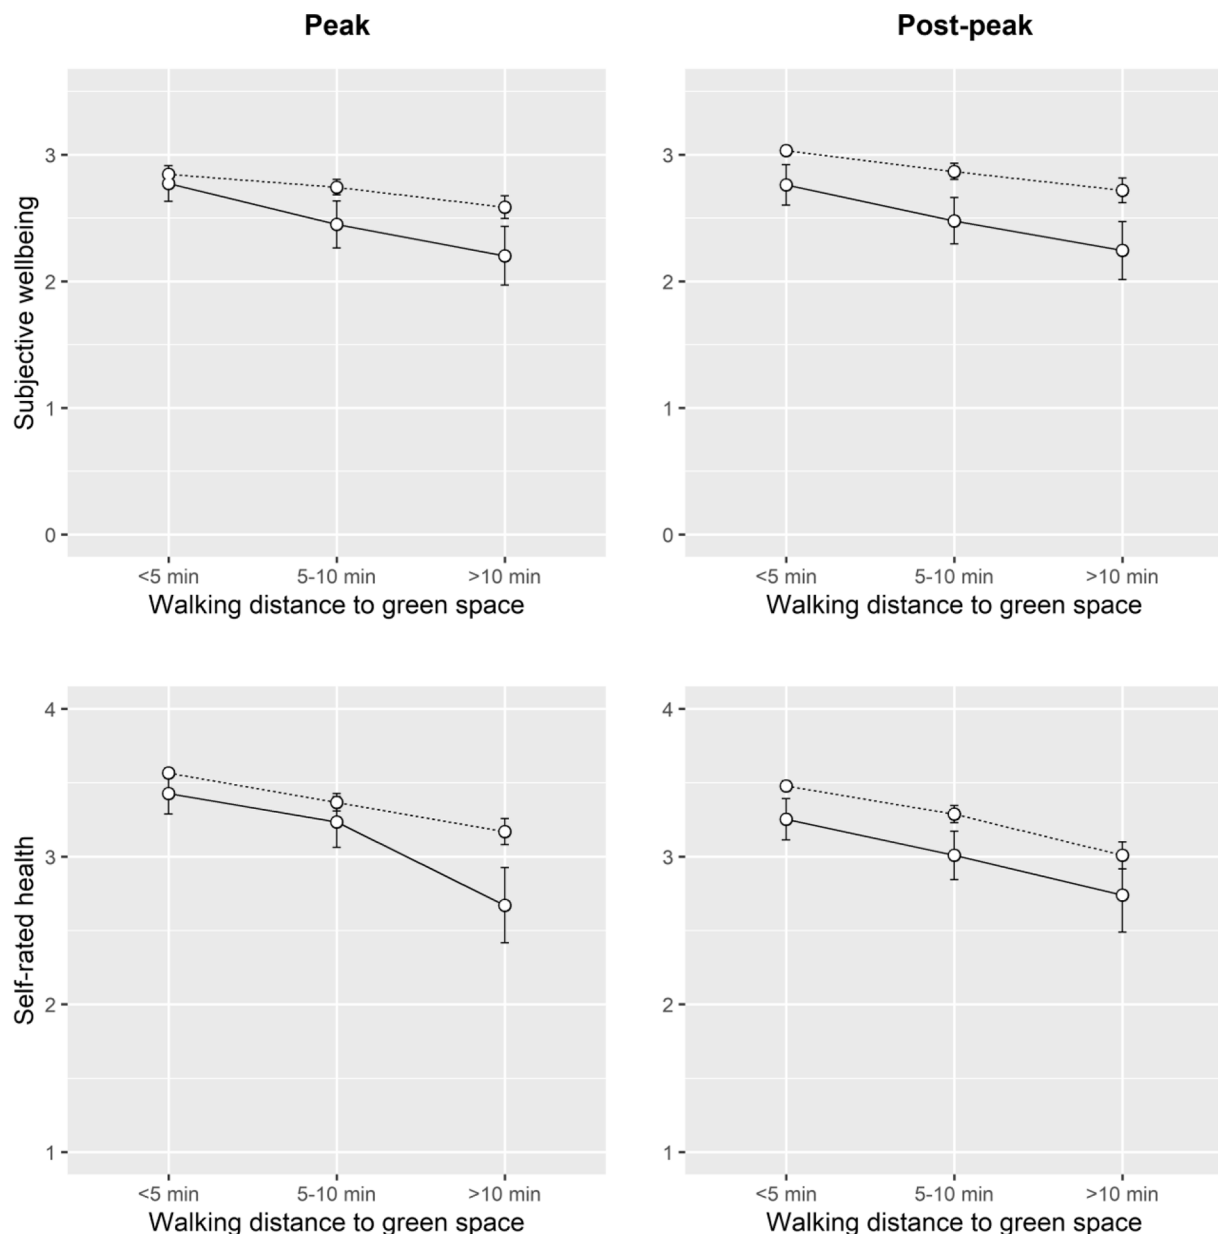 Peak
Post-peak
Subjective wellbeing
3
2
1
0
<5 min
5-10 min
>10 min
Walking distance to green space
3
2
1
0
<5 min
5-10 min
>10 min
Walking distance to green space
Self-rated health
4
3
2
1
<5 min
5-10 min
>10 min
Walking distance to green space
4
3
2
1
<5 min
5-10 min
>10 min
Walking distance to green space